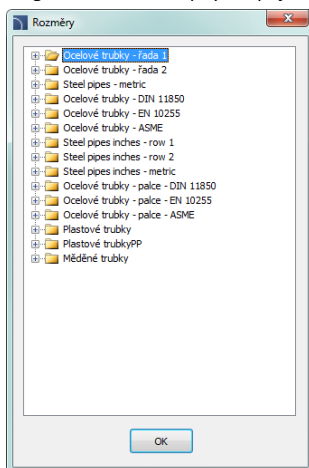 Rozměry
Ocelové trubky - řada 1
Ocelové trubky - řada 2
Steel pipes - metric
Ocelové trubky - DIN 11850
Ocelové trubky - EN 10255
Ocelové trubky - ASME
Steel pipes inches - row 1
Steel pipes inches - row 2
Steel pipes inches - metric
Ocelové trubky - palce - DIN 11850
Ocelové trubky - palce - EN 10255
Ocelové trubky - palce - ASME
Plastové trubky
Plastové trubkyPP
Měděné trubky
OK